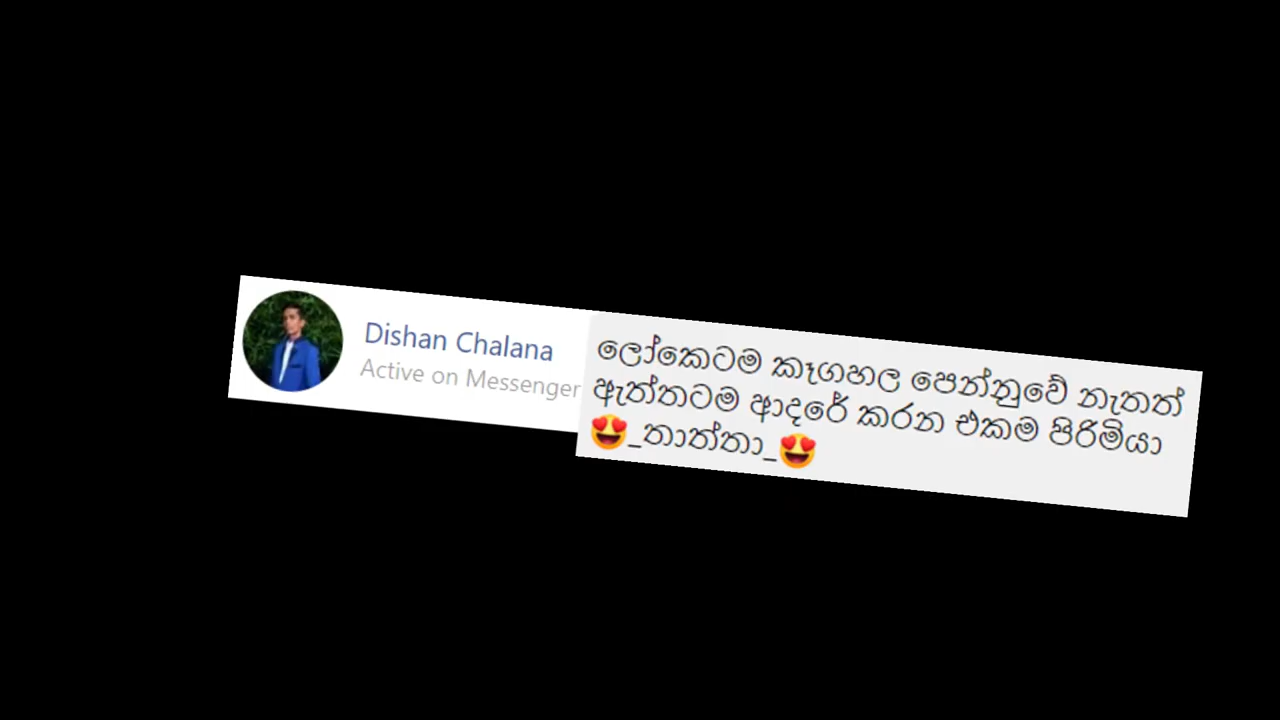 Dishan Chalana
Active on Messenger
ලෝකෙටම කෑගහල පෙන්නුවේ නැතත්
ඇත්තටම ආදරේ කරන එකම පිරිමියා
😍_තාත්තා_😍